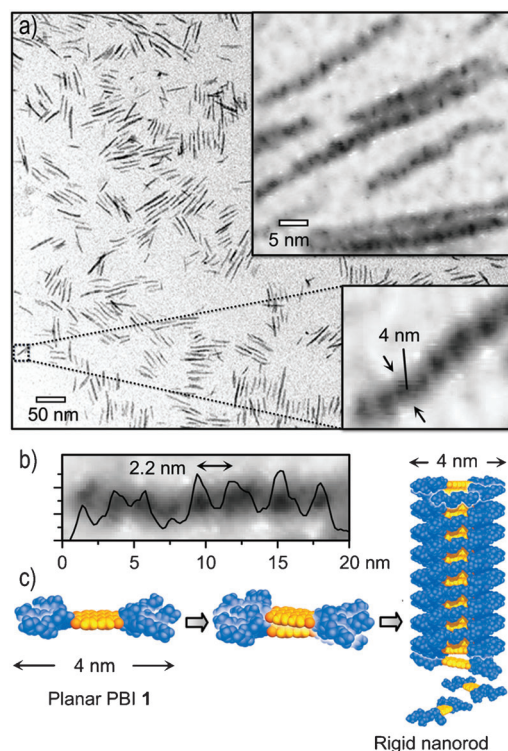 a)
5 nm
4 nm
50 nm
b)
2.2 nm
4 nm
0 5 10 15 20 nm
c)
4 nm
Planar PBI 1
Rigid nanorod